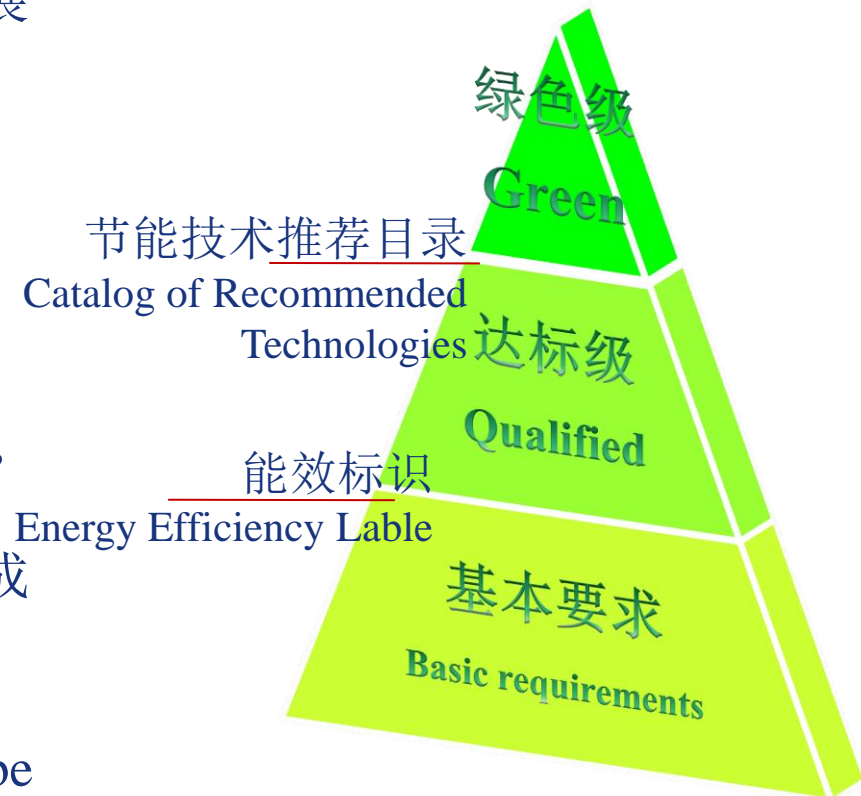 绿色级
Green
节能技术推荐目录
Catalog of Recommended
Technologies
达标级
Qualified
能效标识
Energy Efficiency Lable
成
基本要求
Basic requirements